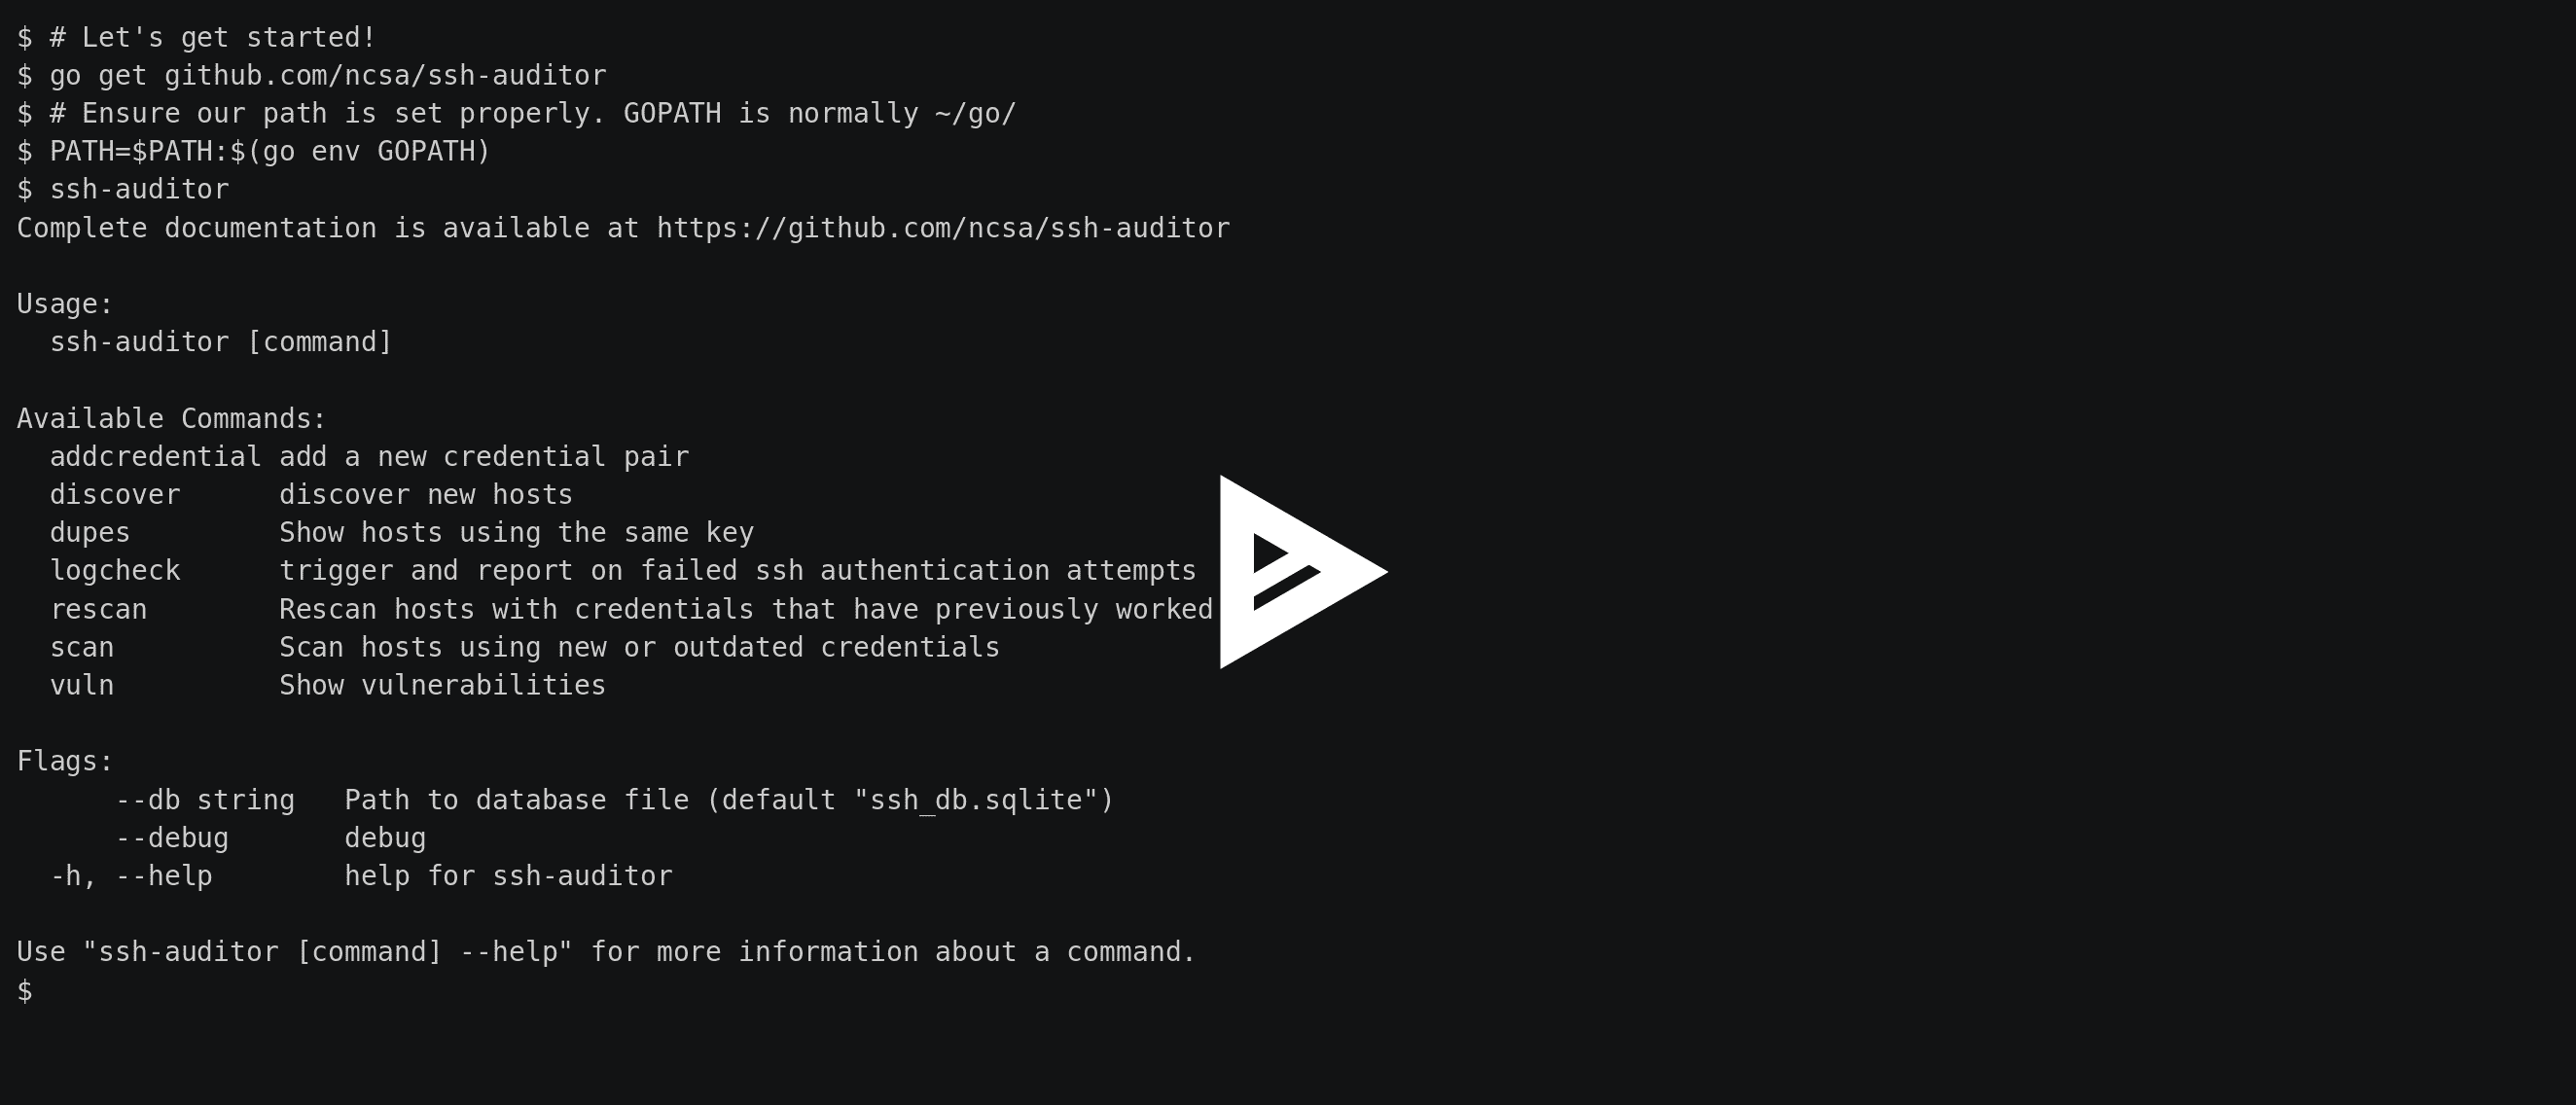 $ # Let's get started!
$ go get github.com/ncsa/ssh-auditor
$ # Ensure our path is set properly. GOPATH is normally ~/go/
$ PATH=$PATH:$(go env GOPATH)
$ ssh-auditor
Complete documentation is available at https://github.com/ncsa/ssh-auditor

Usage:
  ssh-auditor [command]

Available Commands:
  addcredential add a new credential pair
  discover      discover new hosts
  dupes         Show hosts using the same key
  logcheck      trigger and report on failed ssh authentication attempts
  rescan        Rescan hosts with credentials that have previously worked
  scan          Scan hosts using new or outdated credentials
  vuln          Show vulnerabilities

Flags:
      --db string   Path to database file (default "ssh_db.sqlite")
      --debug       debug
  -h, --help        help for ssh-auditor

Use "ssh-auditor [command] --help" for more information about a command.
$